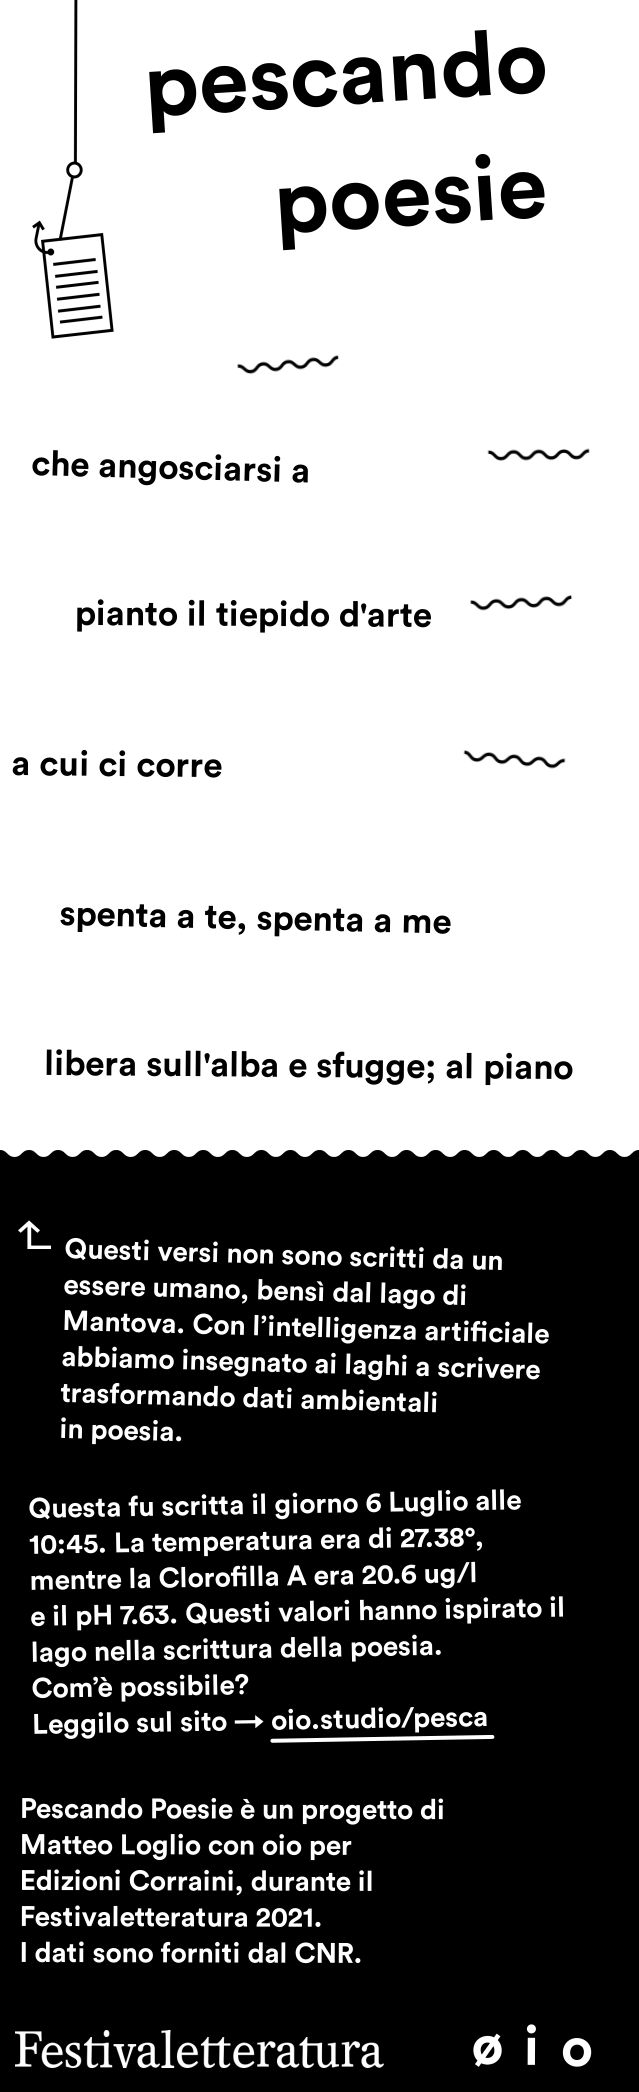 pescando
poesie
che angosciarsi a
pianto il tiepido d'arte
a cui ci corre
spenta a te, spenta a me
libera sull'alba e sfugge; al piano
Questi versi non sono scritti da un
essere umano, bensì dal lago di
Mantova. Con l’intelligenza artificiale
abbiamo insegnato ai laghi a scrivere
trasformando dati ambientali
in poesia.
Questa fu scritta il giorno 6 Luglio alle
10:45. La temperatura era di 27.38°,
mentre la Clorofilla A era 20.6 ug/l
e il pH 7.63. Questi valori hanno ispirato il
lago nella scrittura della poesia.
Com’è possibile?
Leggilo sul sito → oio.studio/pesca
Pescando Poesie è un progetto di
Matteo Loglio con oio per
Edizioni Corraini, durante il
Festivaletteratura 2021.
I dati sono forniti dal CNR.
Festivaletteratura ø i o